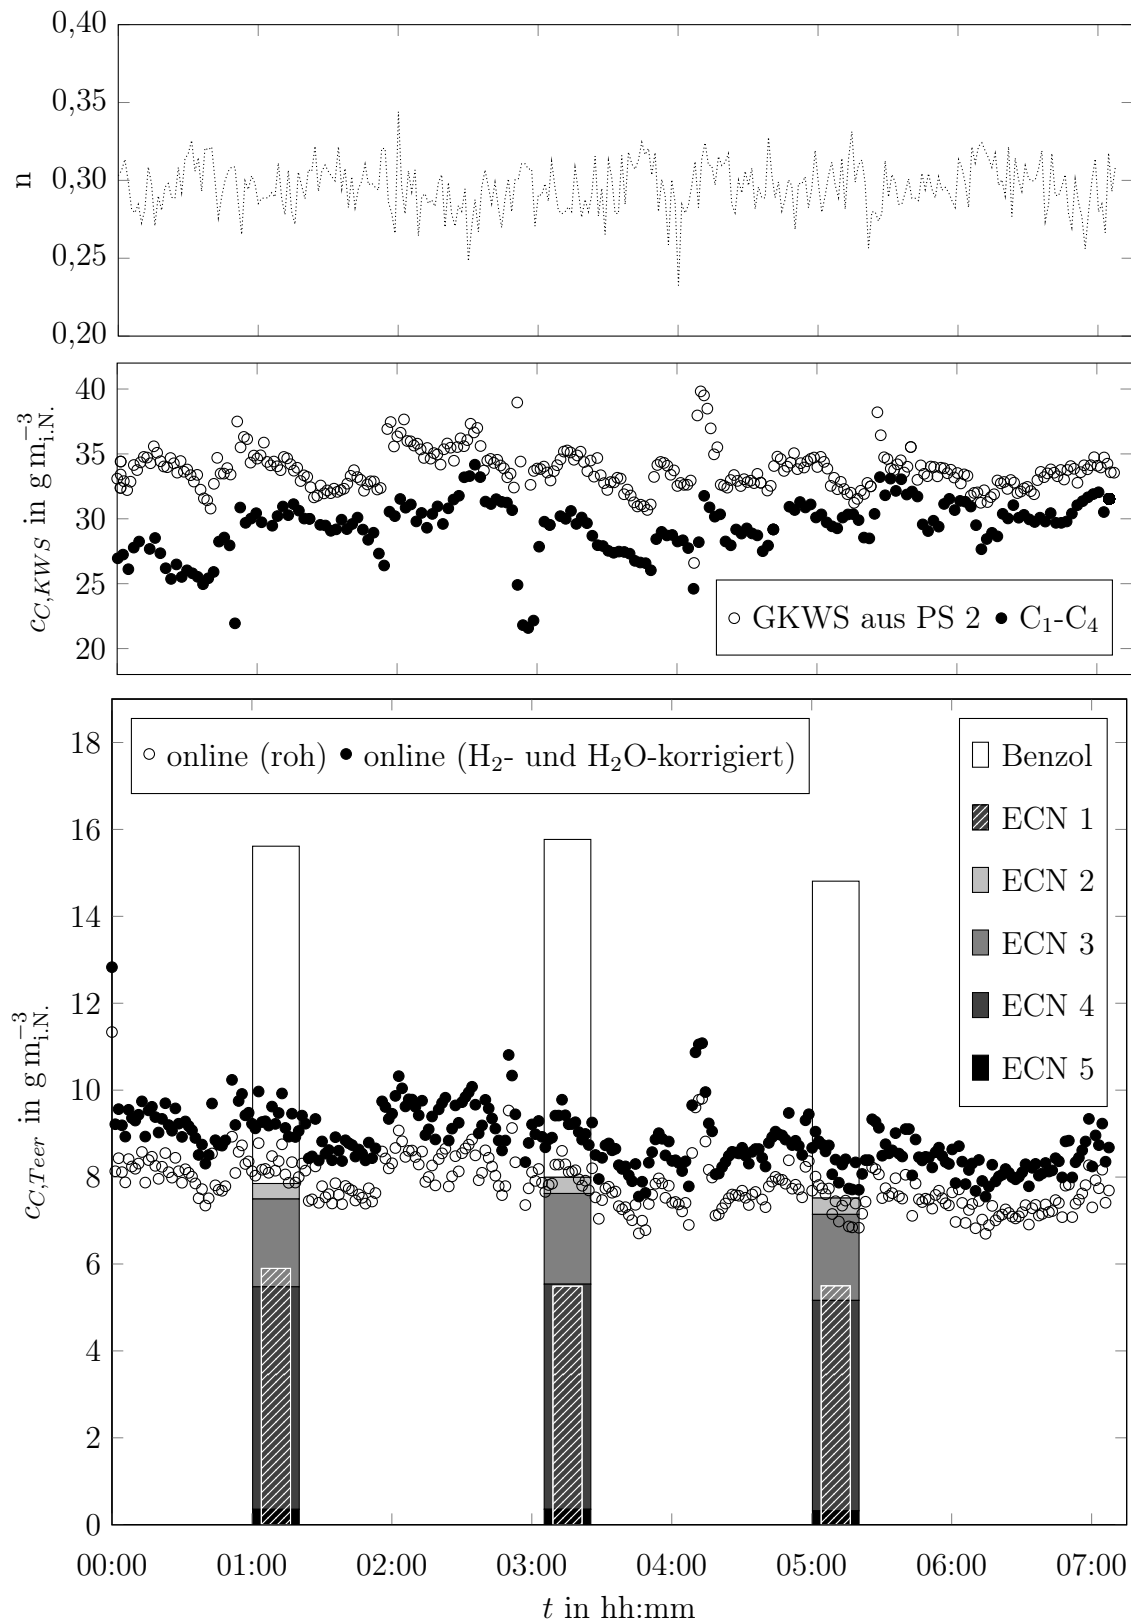 0,40
0,35
0,30
0,25
0,20
n
40
35
30
25
20
c_{C,KWS} in g m^{−3}_{i.N.}
GKWS aus PS 2 C₁-C₄
18
16
14
12
10
8
6
4
2
0
c_{C,Teer} in g m^{−3}_{i.N.}
online (roh) online (H₂- und H₂O-korrigiert)
Benzol
ECN 1
ECN 2
ECN 3
ECN 4
ECN 5
00:00 01:00 02:00 03:00 04:00 05:00 06:00 07:00
t in hh:mm